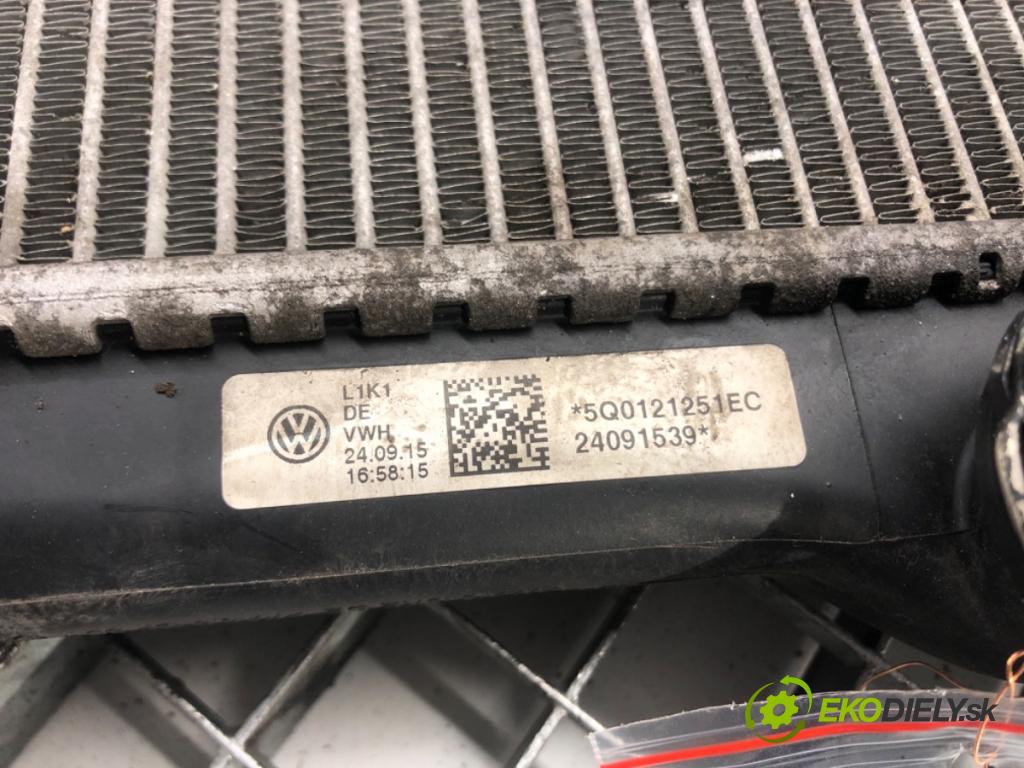 L1K1
DE
VWH
24.09.15
16:58:15
*5Q0121251EC
24091539*
EKODIELY.sk